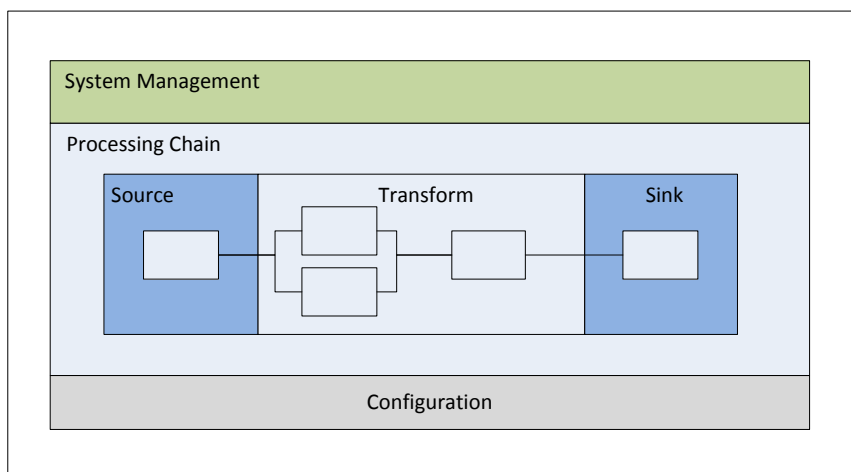 System Management
Processing Chain
Source
Transform
Sink
Configuration